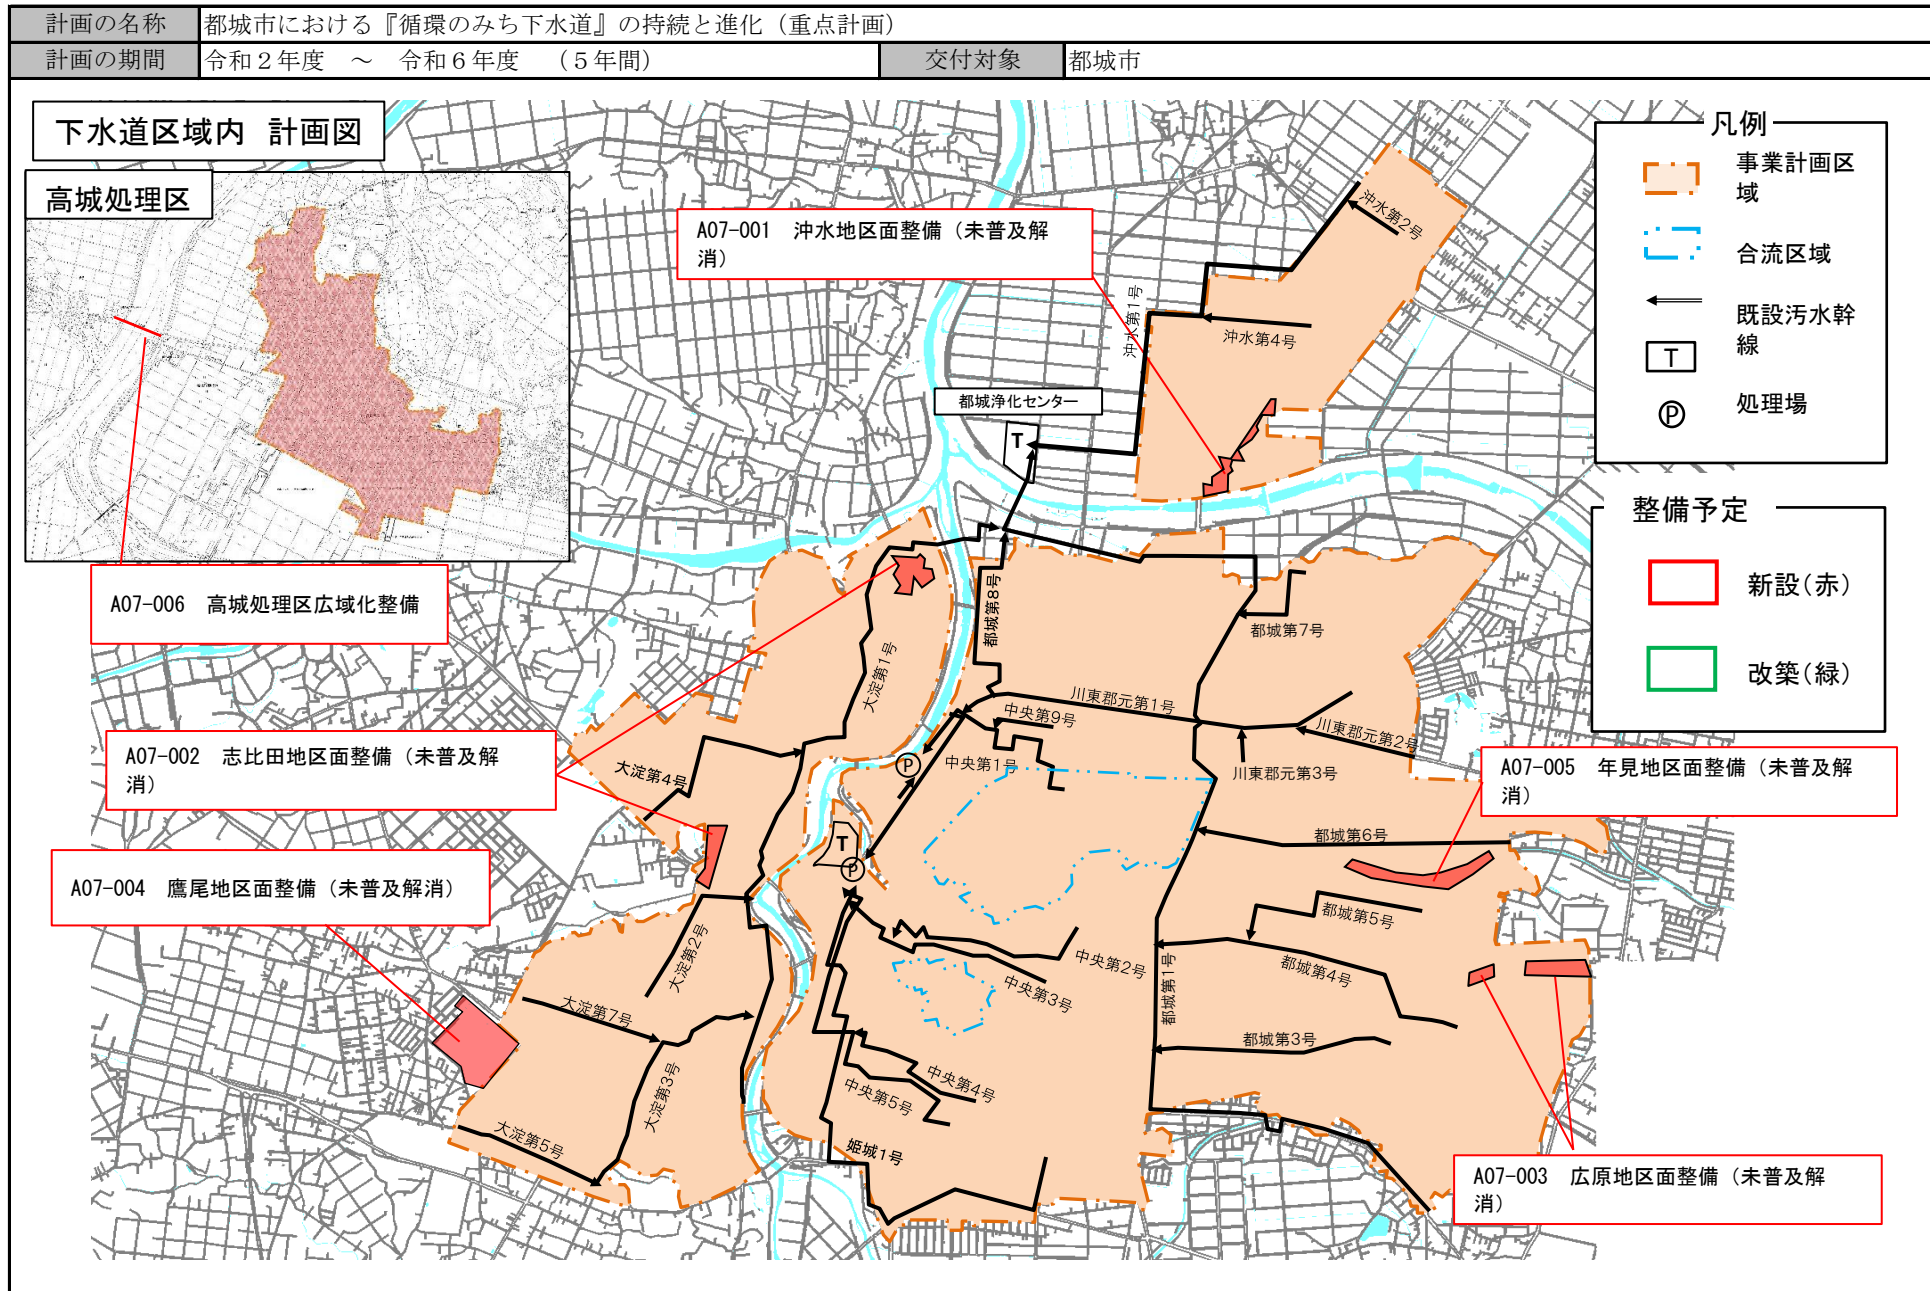 計画の名称 都城市における『循環のみち下水道』の持続と進化（重点計画）
計画の期間 令和２年度 ～ 令和６年度 （５年間） 交付対象 都城市
下水道区域内 計画図
高城処理区
A07-001 沖水地区面整備（未普及解
消）
凡例
事業計画区
域
合流区域
既設汚水幹
線
T
処理場
Ⓟ
整備予定
新設(赤)
改築(緑)
沖水第2号
沖水第1号
沖水第4号
都城浄化センター
T
A07-006 高城処理区広域化整備
都城第8号
都城第7号
大淀第1号
川東郡元第1号
中央第9号
川東郡元第2号
A07-002 志比田地区面整備（未普及解
消）
大淀第4号
P
中央第1号
川東郡元第3号
A07-005 年見地区面整備（未普及解
消）
都城第6号
T
P
A07-004 鷹尾地区面整備（未普及解消）
都城第5号
大淀第2号
中央第2号
都城第4号
中央第3号
都城第1号
大淀第7号
都城第3号
大淀第3号
中央第4号
中央第5号
大淀第5号
姫城1号
A07-003 広原地区面整備（未普及解
消）